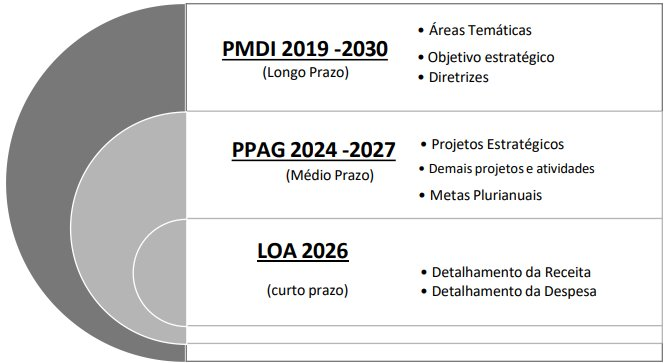 PMDI 2019 -2030
(Longo Prazo)
• Áreas Temáticas
• Objetivo estratégico
• Diretrizes
PPAG 2024 -2027
(Médio Prazo)
• Projetos Estratégicos
• Demais projetos e atividades
• Metas Plurianuais
LOA 2026
(curto prazo)
• Detalhamento da Receita
• Detalhamento da Despesa